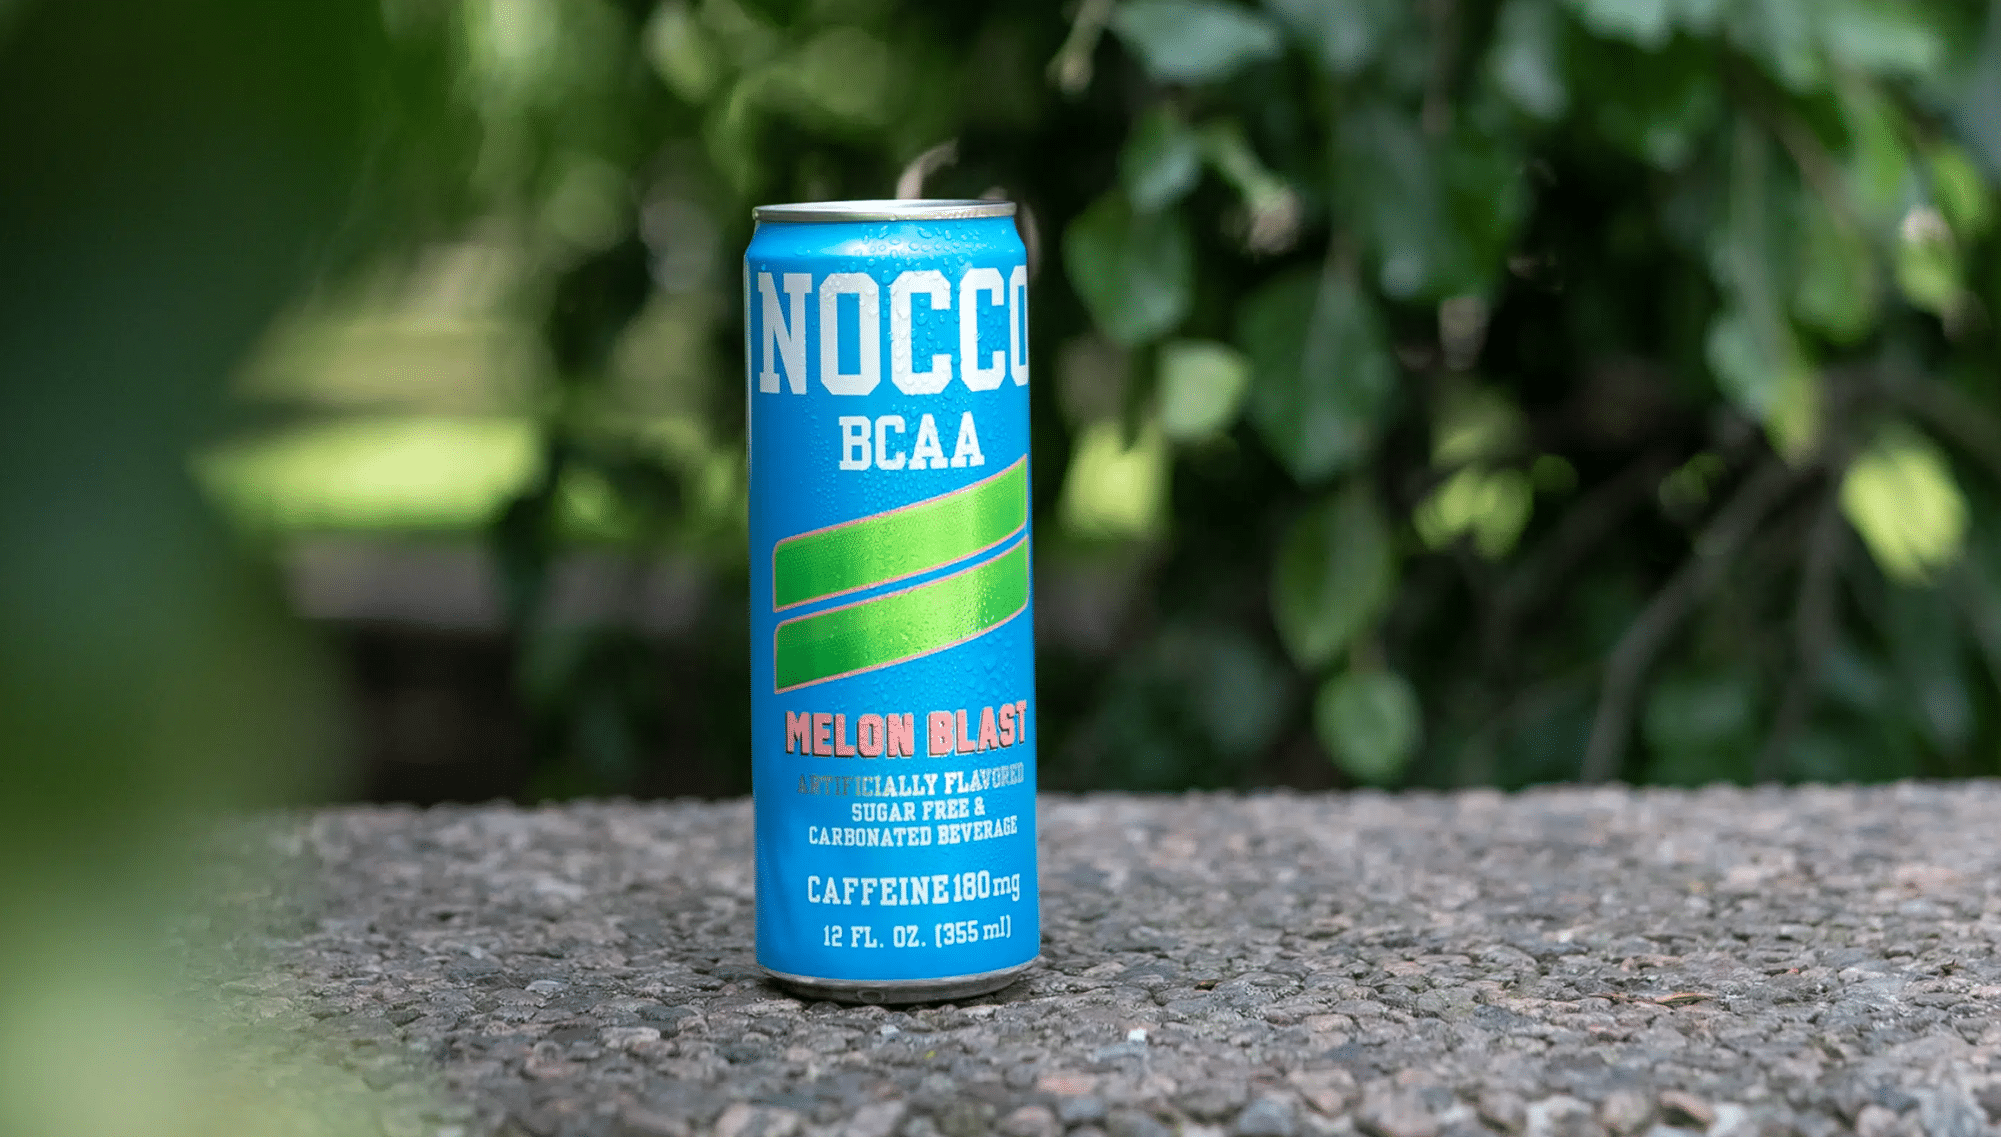 NOCCO
BCAA
MELON BLAST
ARTIFICIALLY FLAVORED
SUGAR FREE &
CARBONATED BEVERAGE
CAFFEINE 180mg
12 FL. OZ. (355 ml)